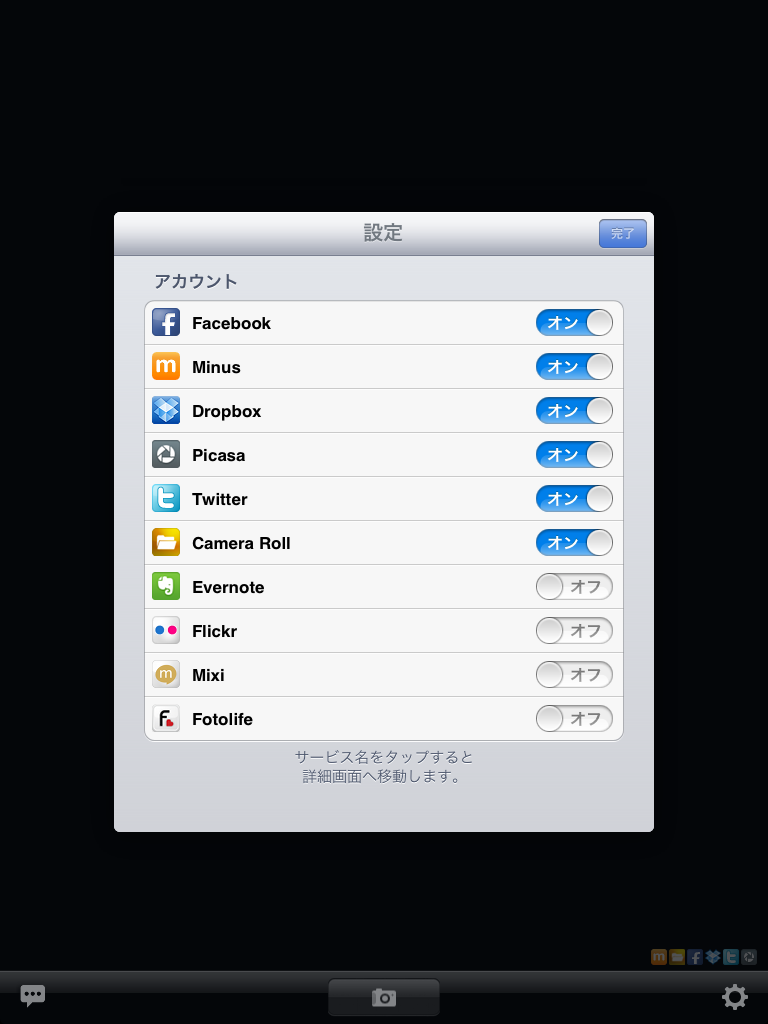 設定
完了
アカウント
Facebook オン
Minus オン
Dropbox オン
Picasa オン
Twitter オン
Camera Roll オン
Evernote オフ
Flickr オフ
Mixi オフ
Fotolife オフ
サービス名をタップすると
詳細画面へ移動します。